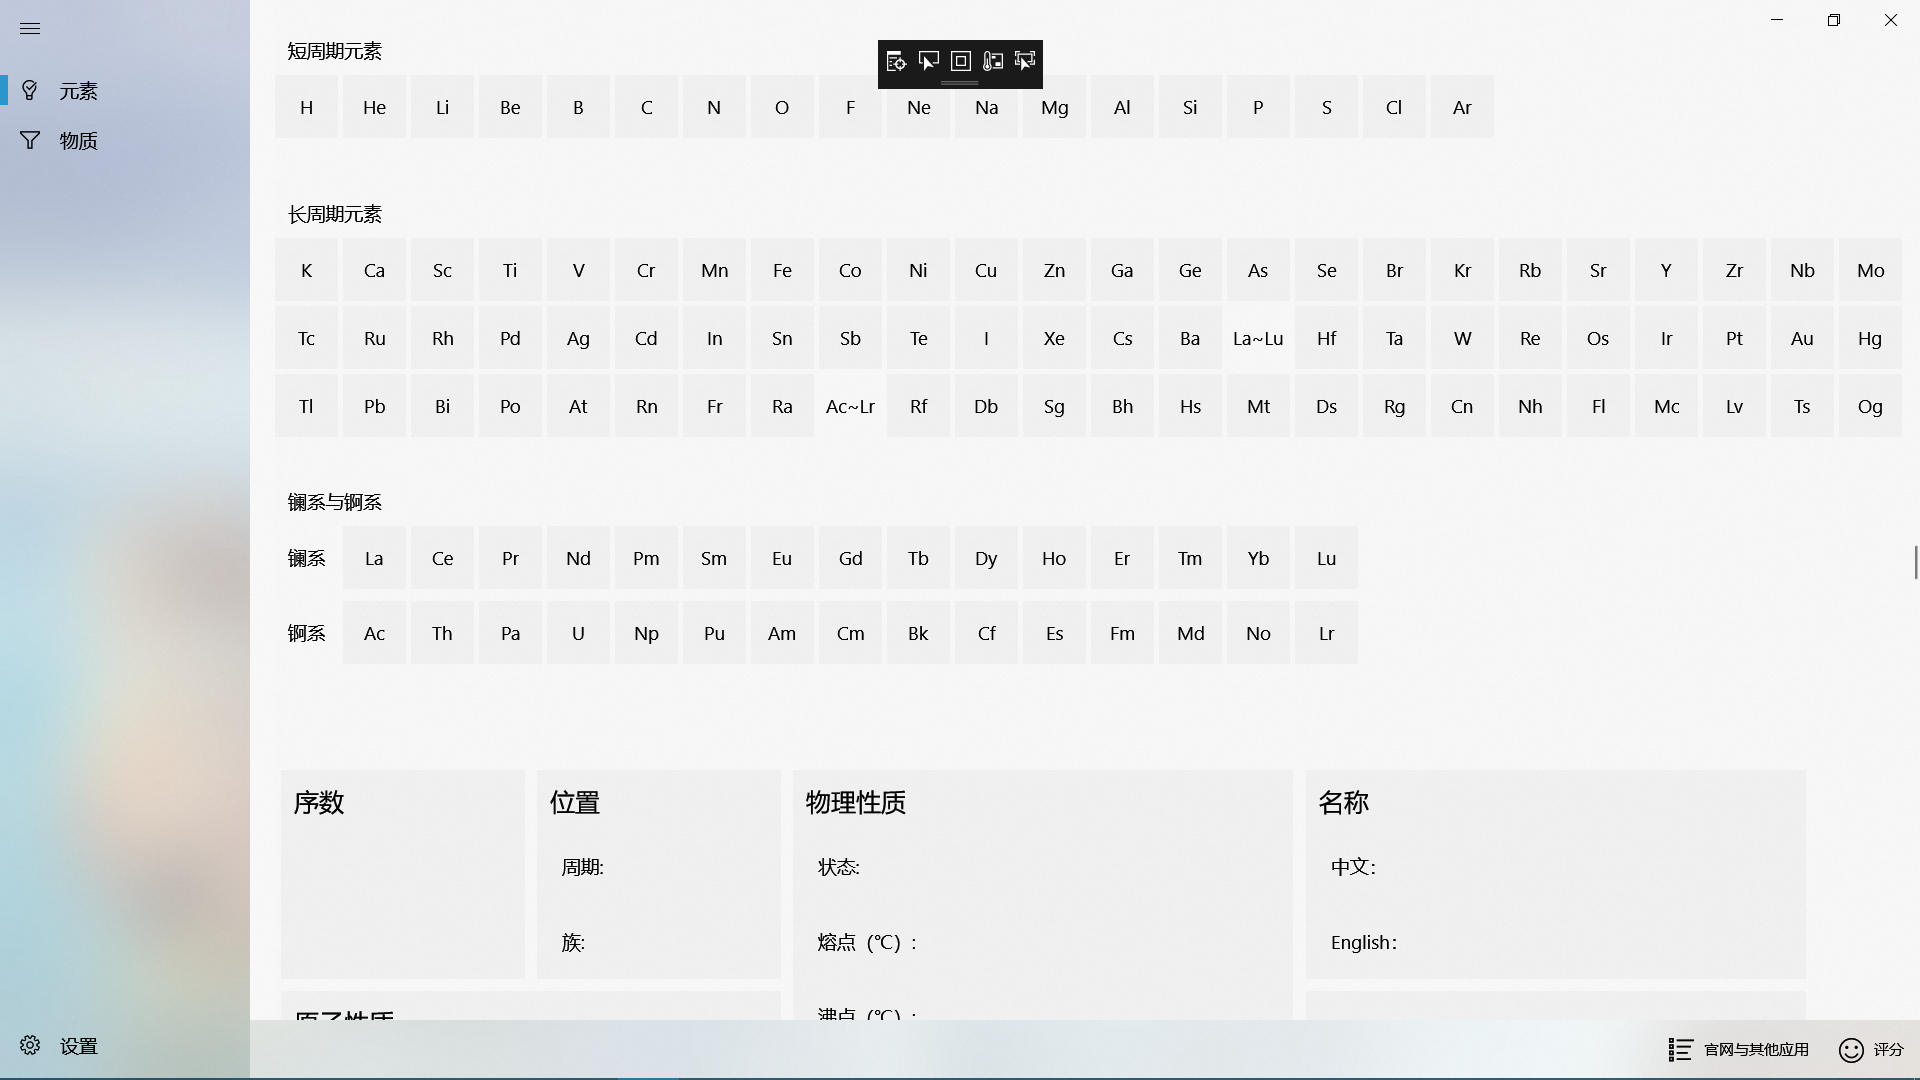 元素
物质
短周期元素
H He Li Be B C N O F Ne Na Mg Al Si P S Cl Ar
长周期元素
K Ca Sc Ti V Cr Mn Fe Co Ni Cu Zn Ga Ge As Se Br Kr Rb Sr Y Zr Nb Mo
Tc Ru Rh Pd Ag Cd In Sn Sb Te I Xe Cs Ba La~Lu Hf Ta W Re Os Ir Pt Au Hg
Tl Pb Bi Po At Rn Fr Ra Ac~Lr Rf Db Sg Bh Hs Mt Ds Rg Cn Nh Fl Mc Lv Ts Og
镧系与锕系
镧系 La Ce Pr Nd Pm Sm Eu Gd Tb Dy Ho Er Tm Yb Lu
锕系 Ac Th Pa U Np Pu Am Cm Bk Cf Es Fm Md No Lr
序数
位置
周期:
族:
物理性质
状态:
熔点（℃）:
沸点（℃）:
名称
中文:
English:
原子性质
设置
官网与其他应用
评分